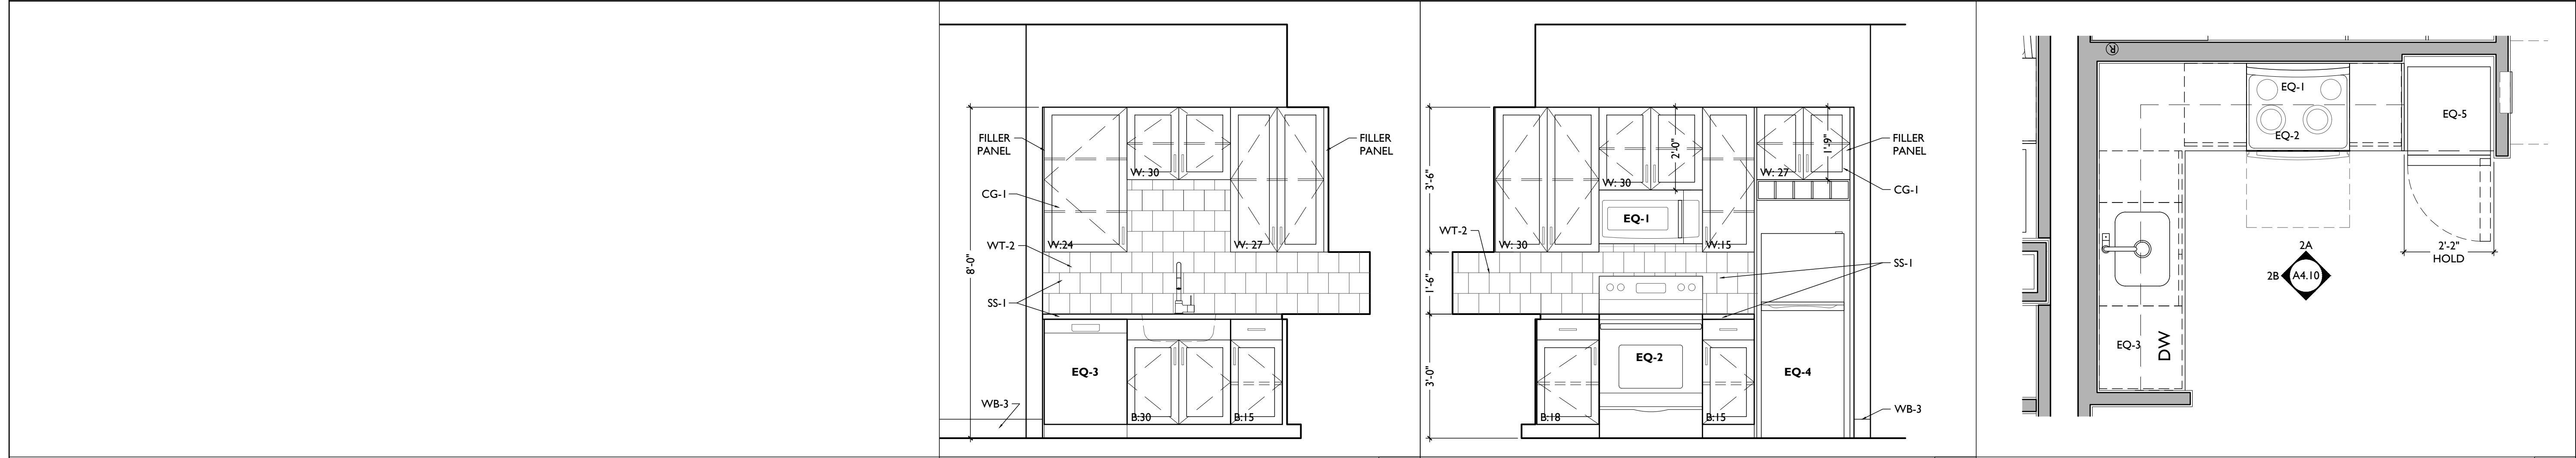 FILLER
PANEL
CG-1
WT-2
SS-1
WB-3
8'-0"
W:24
W: 30
W: 27
EQ-3
B:30
B:15
FILLER
PANEL
3'-6"
1'-6"
3'-0"
WT-2
W: 30
W: 30
2'-0"
EQ-1
W:15
W: 27
1'-9"
EQ-2
EQ-4
B:18
B:15
FILLER
PANEL
CG-1
SS-1
WB-3
R
EQ-1
EQ-2
EQ-5
2'-2"
HOLD
2A
2B
A4.10
EQ-3
DW